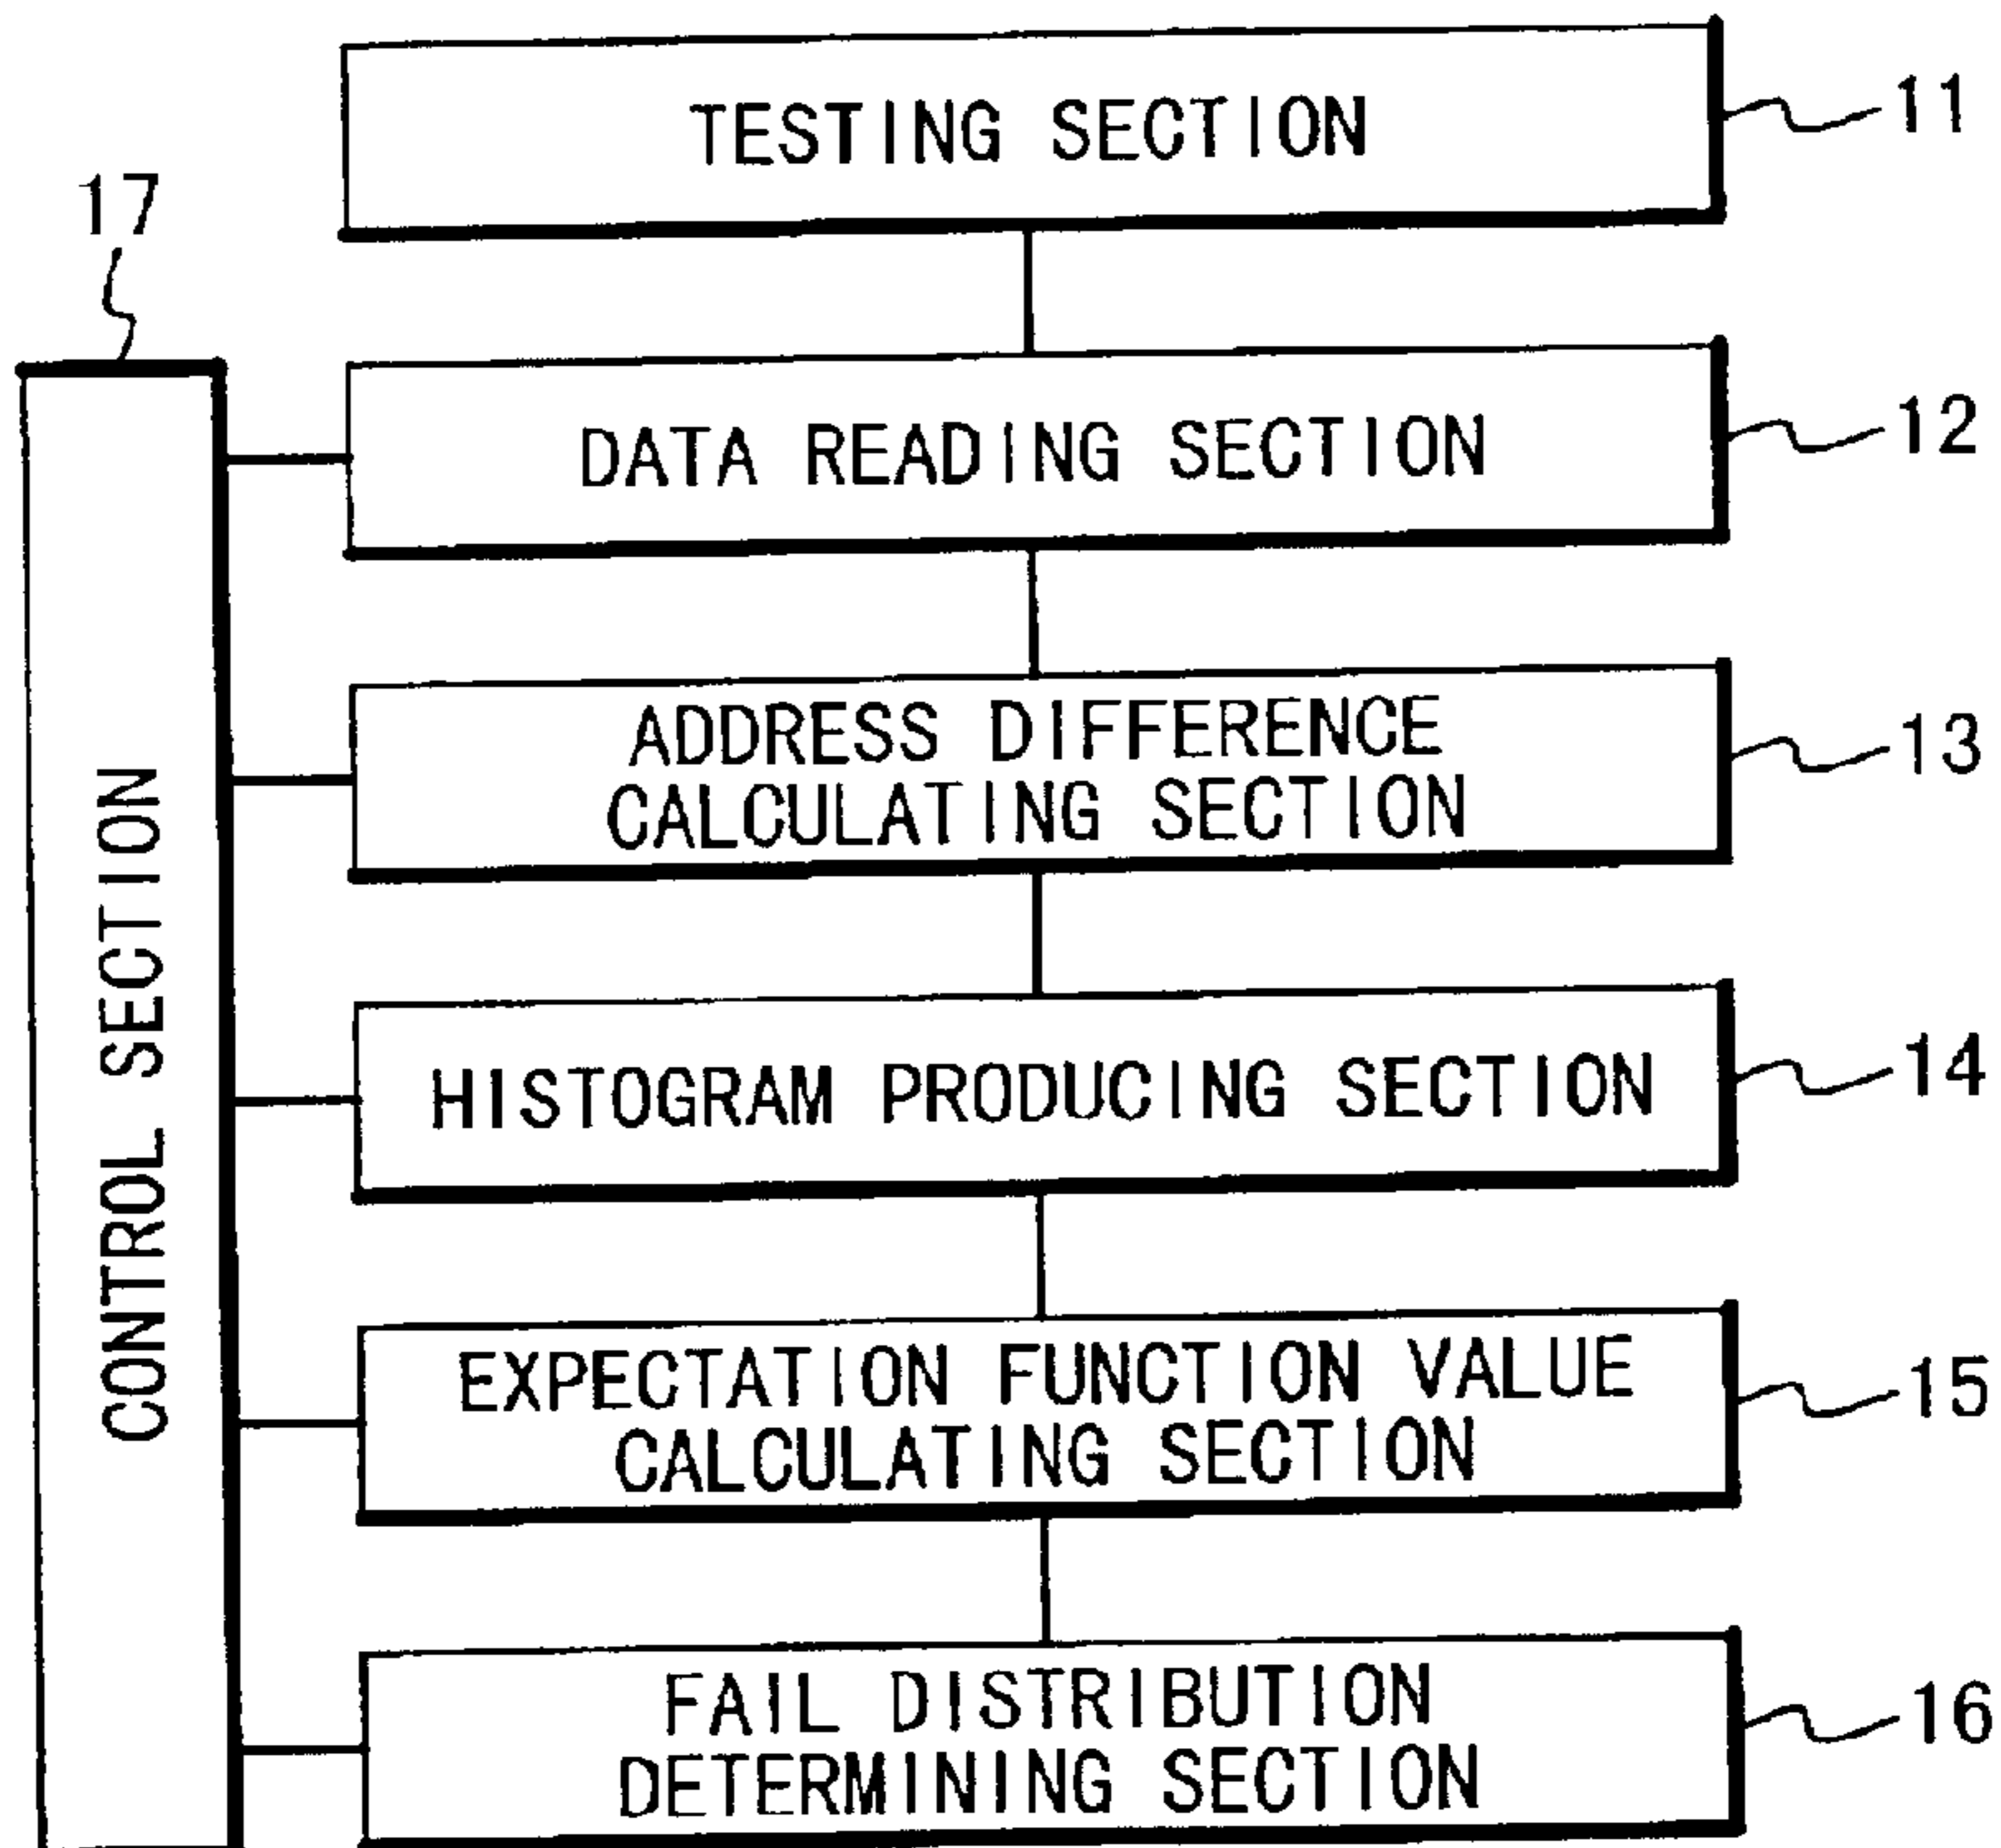 TESTING SECTION
11
17
DATA READING SECTION
12
ADDRESS DIFFERENCE
CALCULATING SECTION
13
HISTOGRAM PRODUCING SECTION
14
EXPECTATION FUNCTION VALUE
CALCULATING SECTION
15
FAIL DISTRIBUTION
DETERMINING SECTION
16
CONTROL SECTION